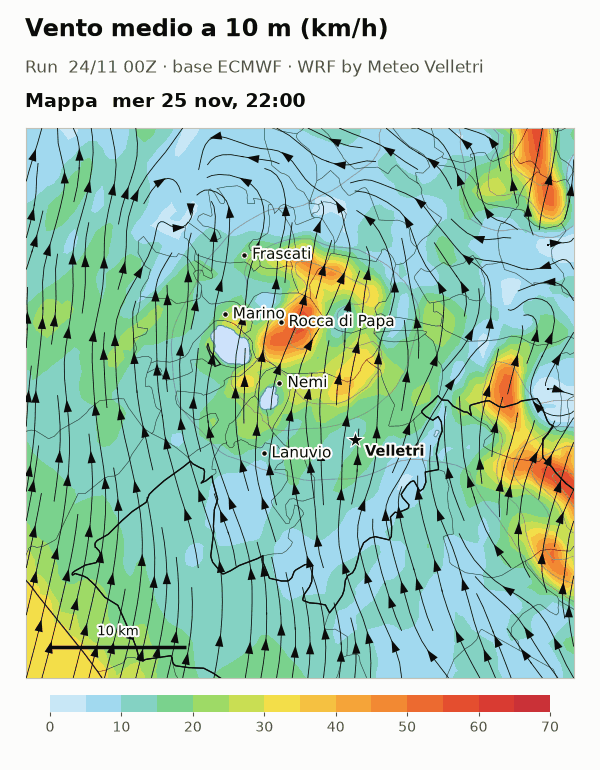 Vento medio a 10 m (km/h)
Run 24/11 00Z · base ECMWF · WRF by Meteo Velletri
Mappa mer 25 nov, 22:00
Frascati
Marino
Rocca di Papa
Nemi
Velletri
Lanuvio
10 km
0 10 20 30 40 50 60 70